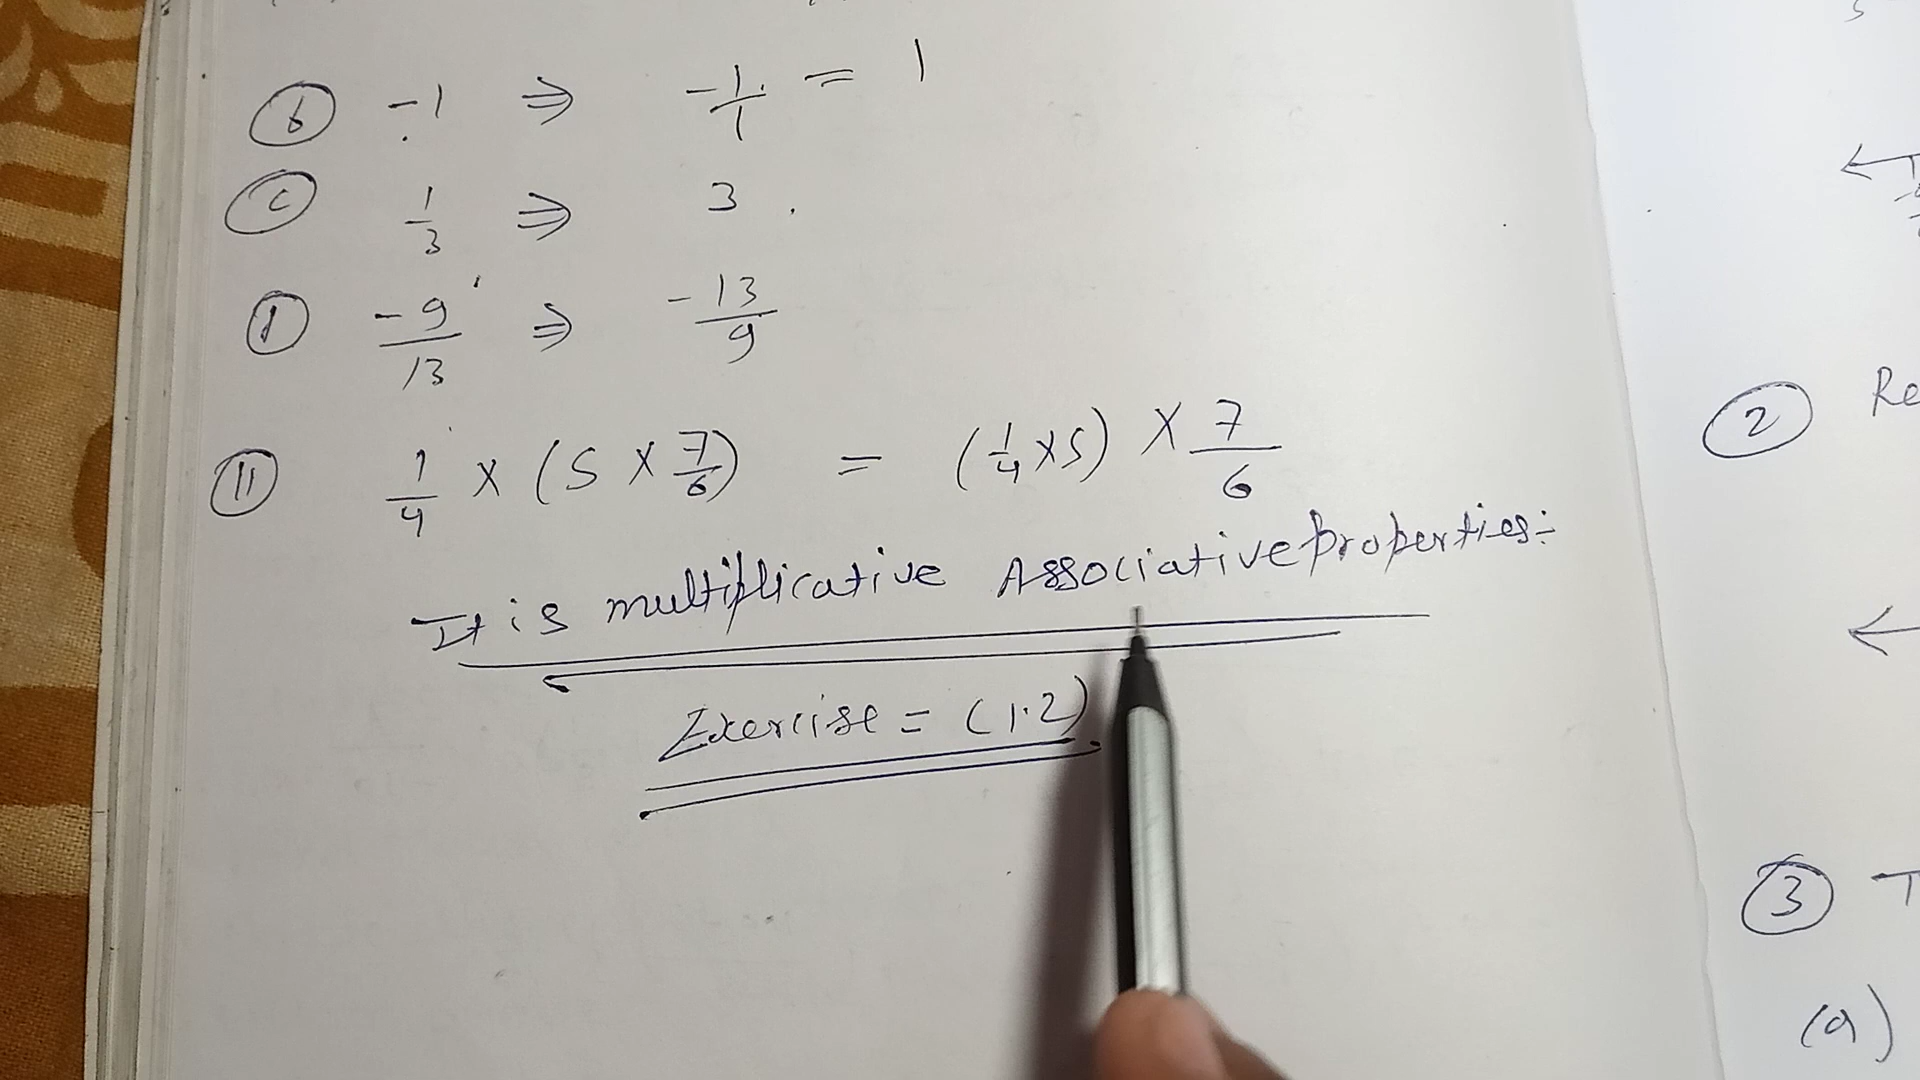 (b) -1 ⇒ -1/1 = 1
(c) 1/3 ⇒ 3.
-9/13 ⇒ -13/9
(11) 1/4 × (5 × 7/6) = (1/4 × 5) × 7/6
It is multiplicative Associative properties:-
Exercise = (1.2)
(2) Re
(3) T
(a)